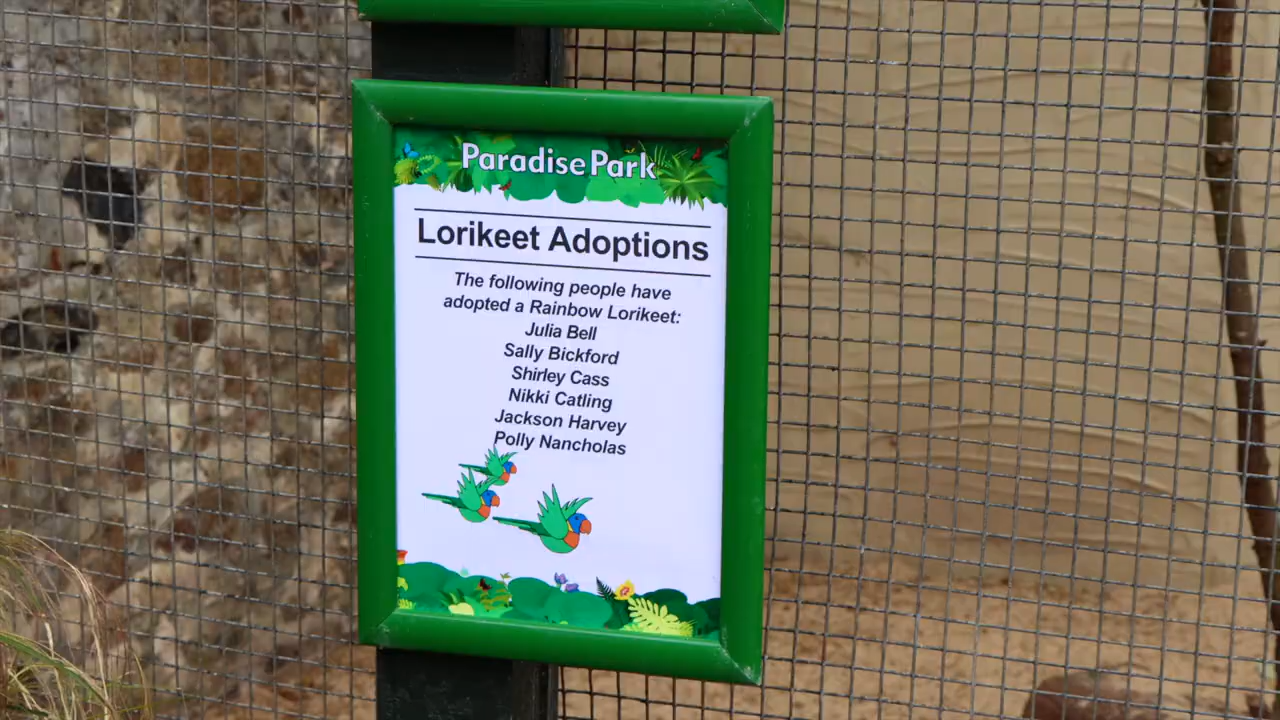 Paradise Park
Lorikeet Adoptions
The following people have
adopted a Rainbow Lorikeet:
Julia Bell
Sally Bickford
Shirley Cass
Nikki Catling
Jackson Harvey
Polly Nancholas